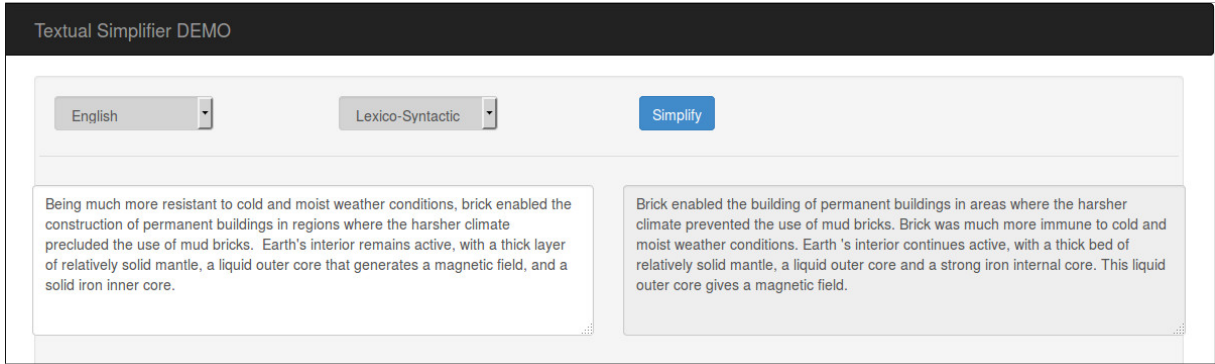 Textual Simplifier DEMO
English
Lexico-Syntactic
Simplify
Being much more resistant to cold and moist weather conditions, brick enabled the
construction of permanent buildings in regions where the harsher climate
precluded the use of mud bricks.  Earth's interior remains active, with a thick layer
of relatively solid mantle, a liquid outer core that generates a magnetic field, and a
solid iron inner core.
Brick enabled the building of permanent buildings in areas where the harsher
climate prevented the use of mud bricks. Brick was much more immune to cold and
moist weather conditions. Earth 's interior continues active, with a thick bed of
relatively solid mantle, a liquid outer core and a strong iron internal core. This liquid
outer core gives a magnetic field.